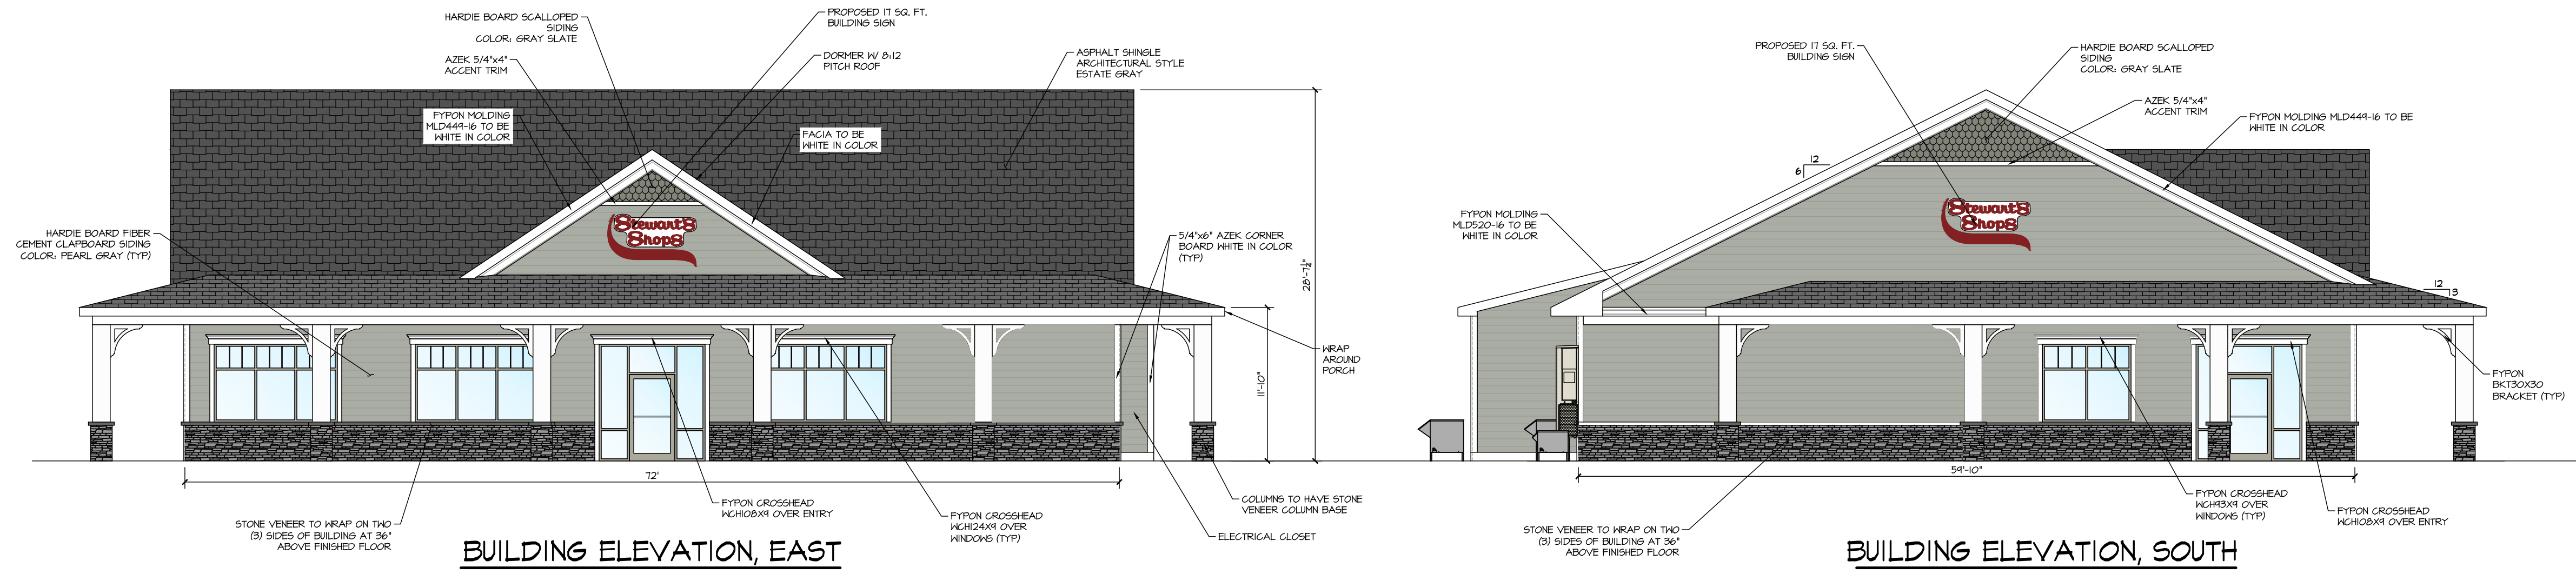 HARDIE BOARD SCALLOPED
SIDING
COLOR: GRAY SLATE
PROPOSED 17 SQ. FT.
BUILDING SIGN
AZEK 5/4"x4"
ACCENT TRIM
DORMER W/ 8:12
PITCH ROOF
ASPHALT SHINGLE
ARCHITECTURAL STYLE
ESTATE GRAY
FYPON MOLDING
MLD449-16 TO BE
WHITE IN COLOR
FACIA TO BE
WHITE IN COLOR
Stewart's
Shops
HARDIE BOARD FIBER
CEMENT CLAPBOARD SIDING
COLOR: PEARL GRAY (TYP)
5/4"x6" AZEK CORNER
BOARD WHITE IN COLOR
(TYP)
28'-7½"
11'-10"
WRAP
AROUND
PORCH
72'
FYPON CROSSHEAD
WCH108X9 OVER ENTRY
FYPON CROSSHEAD
WCH124X9 OVER
WINDOWS (TYP)
COLUMNS TO HAVE STONE
VENEER COLUMN BASE
ELECTRICAL CLOSET
STONE VENEER TO WRAP ON TWO
(3) SIDES OF BUILDING AT 36"
ABOVE FINISHED FLOOR
BUILDING ELEVATION, EAST
PROPOSED 17 SQ. FT.
BUILDING SIGN
HARDIE BOARD SCALLOPED
SIDING
COLOR: GRAY SLATE
AZEK 5/4"x4"
ACCENT TRIM
FYPON MOLDING MLD449-16 TO BE
WHITE IN COLOR
12
6
FYPON MOLDING
MLD520-16 TO BE
WHITE IN COLOR
Stewart's
Shops
12
3
FYPON
BKT30X30
BRACKET (TYP)
59'-10"
FYPON CROSSHEAD
WCH93X9 OVER
WINDOWS (TYP)
FYPON CROSSHEAD
WCH108X9 OVER ENTRY
STONE VENEER TO WRAP ON TWO
(3) SIDES OF BUILDING AT 36"
ABOVE FINISHED FLOOR
BUILDING ELEVATION, SOUTH